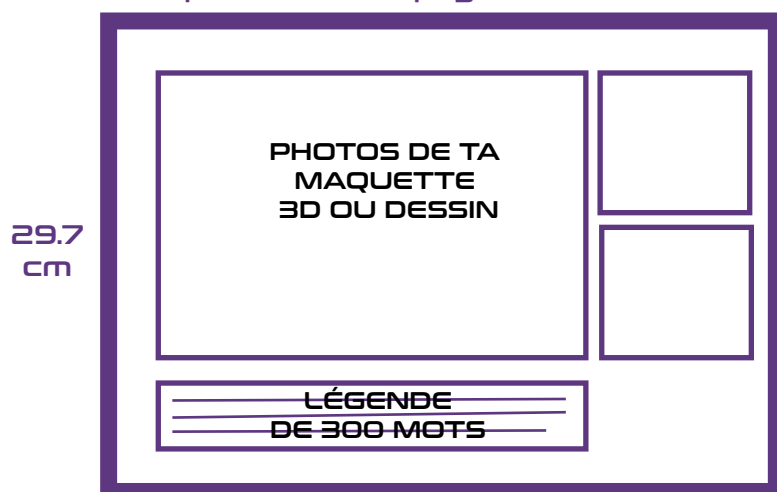 PHOTOS DE TA
MAQUETTE
3D OU DESSIN
29.7
cm
LÉGENDE
DE 300 MOTS